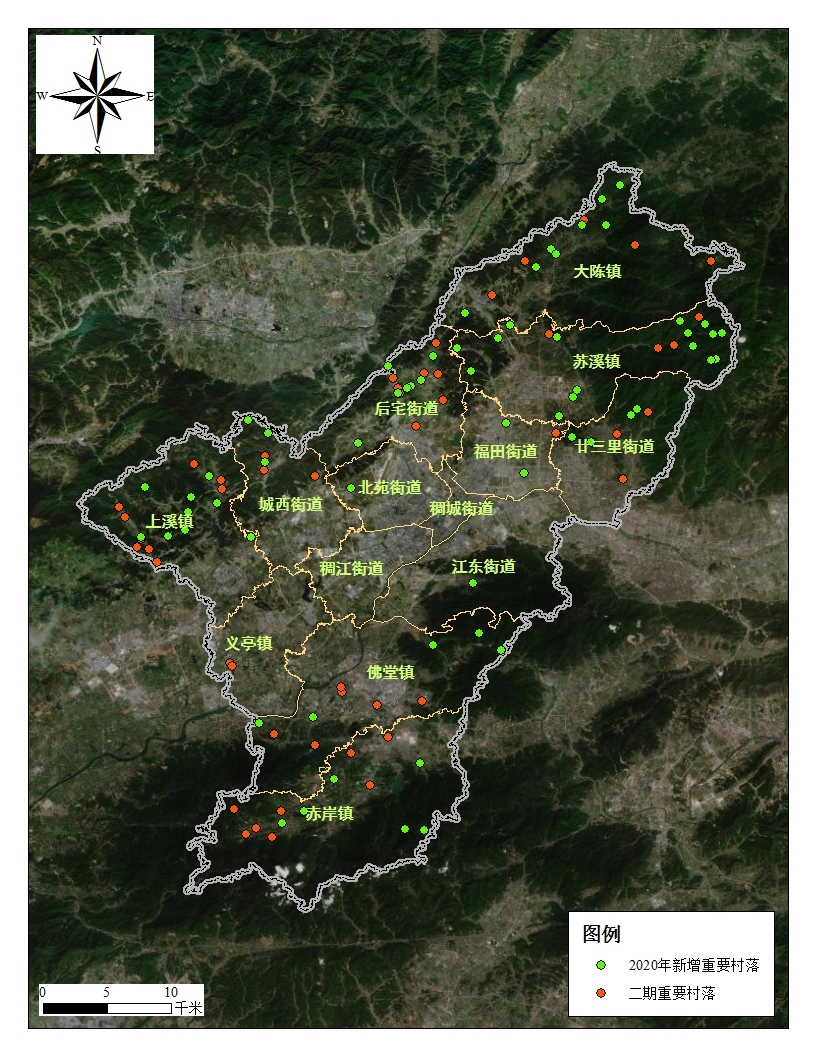 N
W
E
S
大陈镇
苏溪镇
后宅街道
福田街道
廿三里街道
城西街道
北苑街道
稠城街道
上溪镇
稠江街道
江东街道
义亭镇
佛堂镇
赤岸镇
图例
2020年新增重要村落
二期重要村落
0 5 10
千米